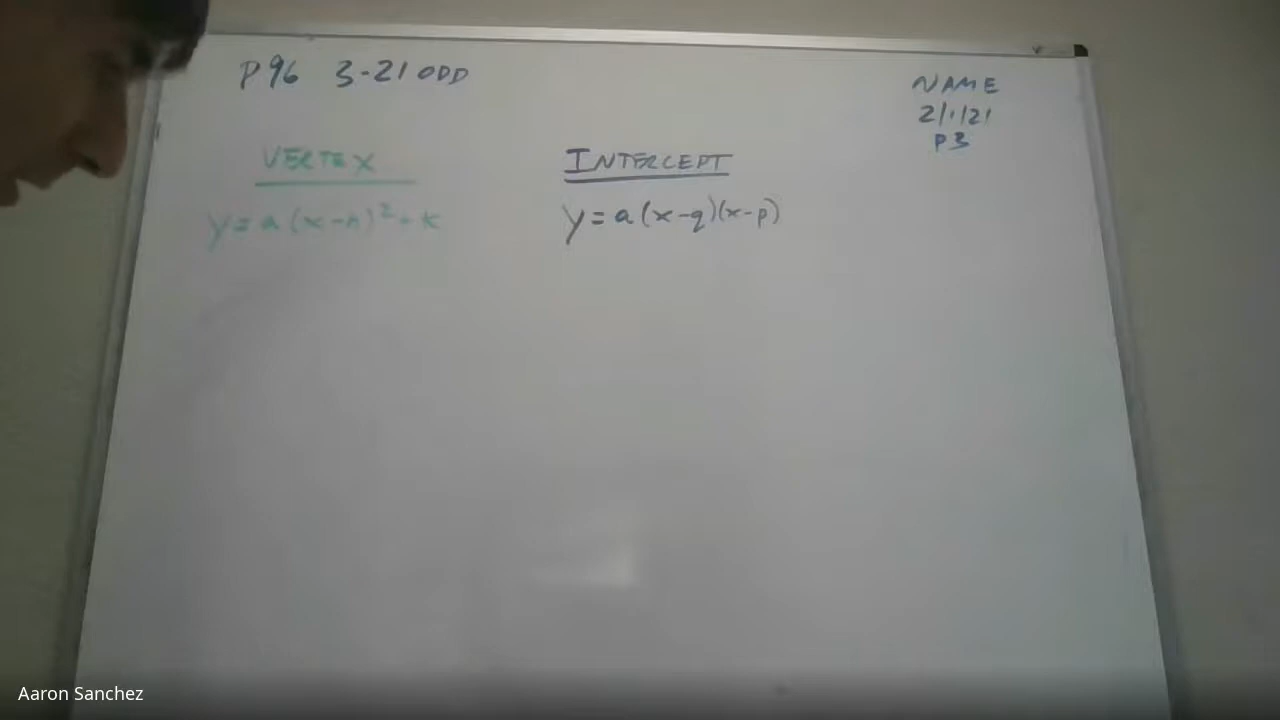 P96 3-21 ODD
NAME
2/1/21
P3
VERTEX
y=a(x-h)²+k
INTERCEPT
y=a(x-q)(x-p)
Aaron Sanchez